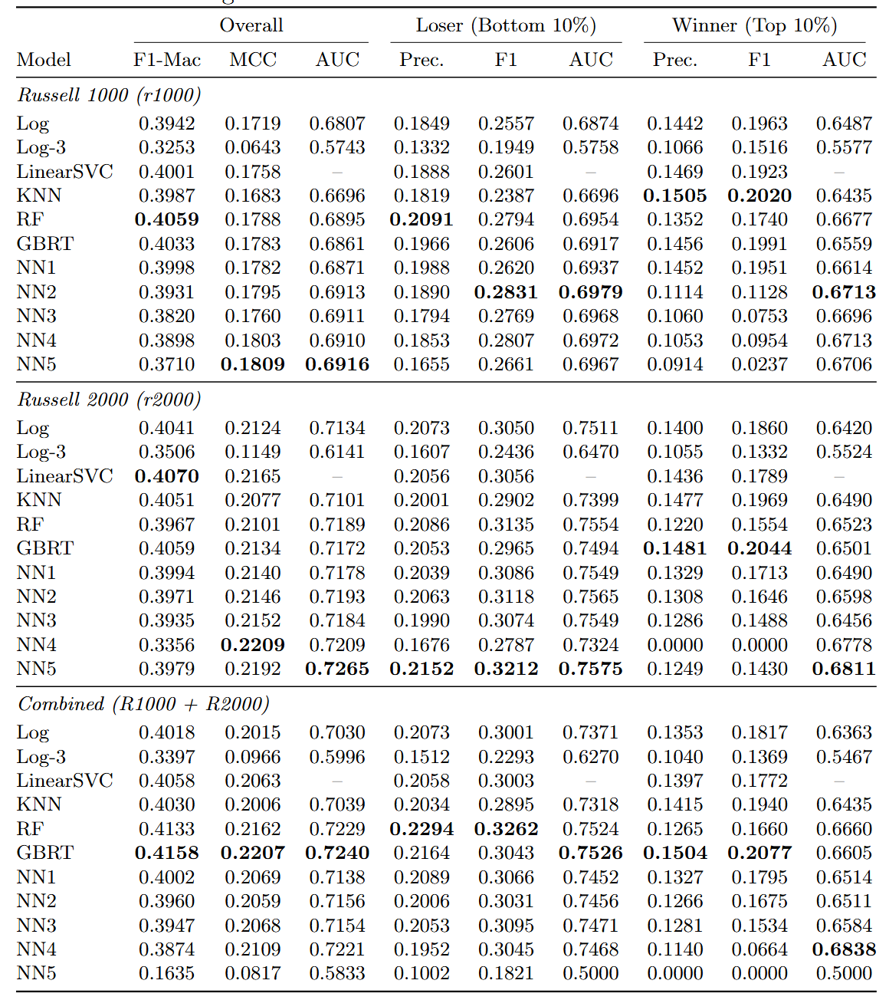 Overall Loser (Bottom 10%) Winner (Top 10%)
Model F1-Mac MCC AUC Prec. F1 AUC Prec. F1 AUC
Russell 1000 (r1000)
Log 0.3942 0.1719 0.6807 0.1849 0.2557 0.6874 0.1442 0.1963 0.6487
Log-3 0.3253 0.0643 0.5743 0.1332 0.1949 0.5758 0.1066 0.1516 0.5577
LinearSVC 0.4001 0.1758 – 0.1888 0.2601 – 0.1469 0.1923 –
KNN 0.3987 0.1683 0.6696 0.1819 0.2387 0.6696 0.1505 0.2020 0.6435
RF 0.4059 0.1788 0.6895 0.2091 0.2794 0.6954 0.1352 0.1740 0.6677
GBRT 0.4033 0.1783 0.6861 0.1966 0.2606 0.6917 0.1456 0.1991 0.6559
NN1 0.3998 0.1782 0.6871 0.1988 0.2620 0.6937 0.1452 0.1951 0.6614
NN2 0.3931 0.1795 0.6913 0.1890 0.2831 0.6979 0.1114 0.1128 0.6713
NN3 0.3820 0.1760 0.6911 0.1794 0.2769 0.6968 0.1060 0.0753 0.6696
NN4 0.3898 0.1803 0.6910 0.1853 0.2807 0.6972 0.1053 0.0954 0.6713
NN5 0.3710 0.1809 0.6916 0.1655 0.2661 0.6967 0.0914 0.0237 0.6706
Russell 2000 (r2000)
Log 0.4041 0.2124 0.7134 0.2073 0.3050 0.7511 0.1400 0.1860 0.6420
Log-3 0.3506 0.1149 0.6141 0.1607 0.2436 0.6470 0.1055 0.1332 0.5524
LinearSVC 0.4070 0.2165 – 0.2056 0.3056 – 0.1436 0.1789 –
KNN 0.4051 0.2077 0.7101 0.2001 0.2902 0.7399 0.1477 0.1969 0.6490
RF 0.3967 0.2101 0.7189 0.2086 0.3135 0.7554 0.1220 0.1554 0.6523
GBRT 0.4059 0.2134 0.7172 0.2053 0.2965 0.7494 0.1481 0.2044 0.6501
NN1 0.3994 0.2140 0.7178 0.2039 0.3086 0.7549 0.1329 0.1713 0.6490
NN2 0.3971 0.2146 0.7193 0.2063 0.3118 0.7565 0.1308 0.1646 0.6598
NN3 0.3935 0.2152 0.7184 0.1990 0.3074 0.7549 0.1286 0.1488 0.6456
NN4 0.3356 0.2209 0.7209 0.1676 0.2787 0.7324 0.0000 0.0000 0.6778
NN5 0.3979 0.2192 0.7265 0.2152 0.3212 0.7575 0.1249 0.1430 0.6811
Combined (R1000 + R2000)
Log 0.4018 0.2015 0.7030 0.2073 0.3001 0.7371 0.1353 0.1817 0.6363
Log-3 0.3397 0.0966 0.5996 0.1512 0.2293 0.6270 0.1040 0.1369 0.5467
LinearSVC 0.4058 0.2063 – 0.2058 0.3003 – 0.1397 0.1772 –
KNN 0.4030 0.2006 0.7039 0.2034 0.2895 0.7318 0.1415 0.1940 0.6435
RF 0.4133 0.2162 0.7229 0.2294 0.3262 0.7524 0.1265 0.1660 0.6660
GBRT 0.4158 0.2207 0.7240 0.2164 0.3043 0.7526 0.1504 0.2077 0.6605
NN1 0.4002 0.2069 0.7138 0.2089 0.3066 0.7452 0.1327 0.1795 0.6514
NN2 0.3960 0.2059 0.7156 0.2006 0.3031 0.7456 0.1266 0.1675 0.6511
NN3 0.3947 0.2068 0.7154 0.2053 0.3095 0.7471 0.1281 0.1534 0.6584
NN4 0.3874 0.2109 0.7221 0.1952 0.3045 0.7468 0.1140 0.0664 0.6838
NN5 0.1635 0.0817 0.5833 0.1002 0.1821 0.5000 0.0000 0.0000 0.5000